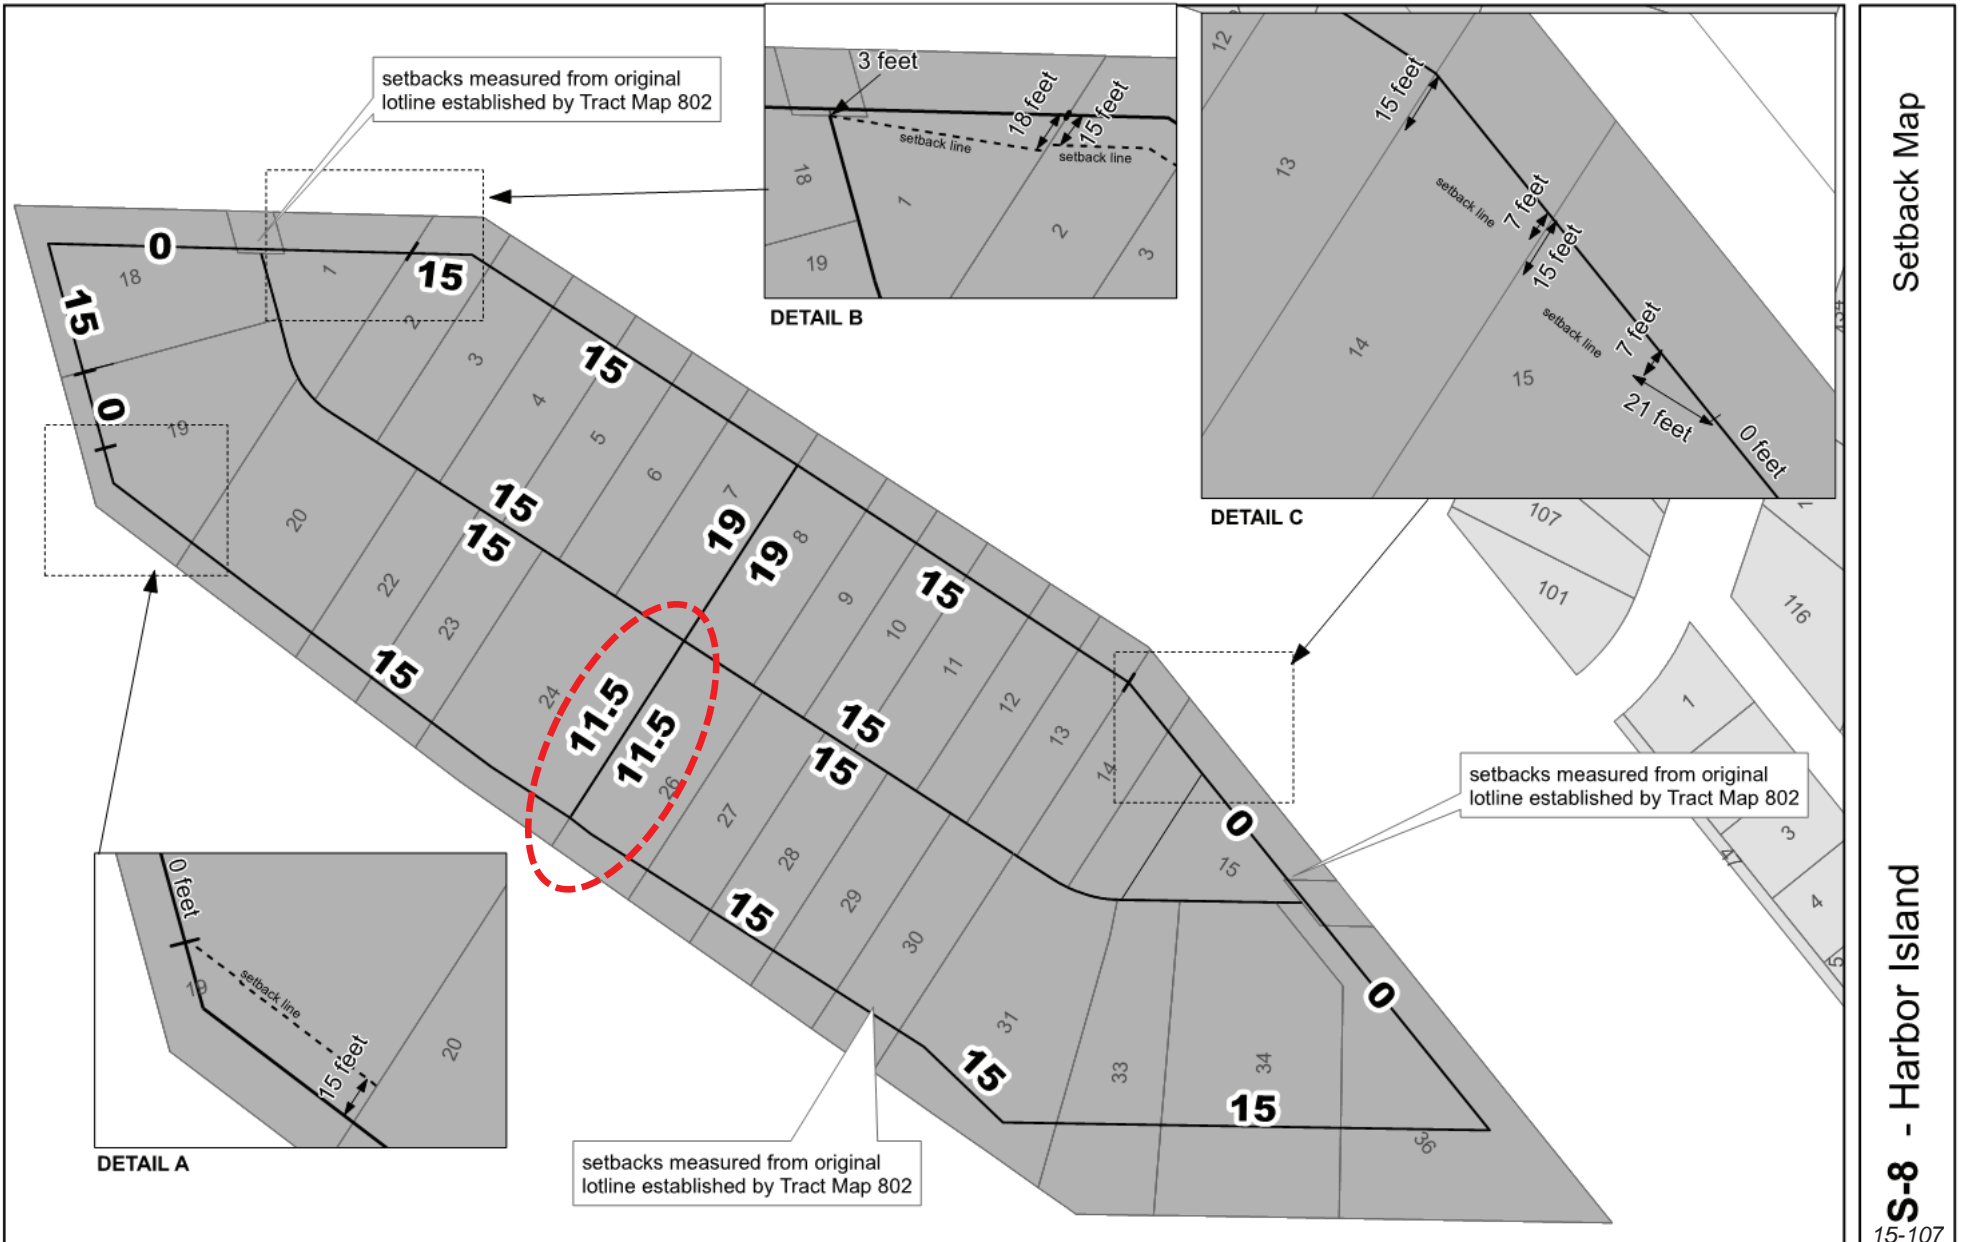 setbacks measured from original
lotline established by Tract Map 802
3 feet
18 feet
15 feet
setback line
setback line
18
19
1
2
3
DETAIL B
12
13
14
15
15 feet
setback line
7 feet
15 feet
setback line
7 feet
21 feet
0 feet
DETAIL C
Setback Map
0
15
15
0
18
19
1
2
3
4
5
6
7
8
9
10
11
12
13
14
15
15
15
15
19
19
15
15
15
15
11.5
11.5
15
15
0
0
15
15
20
22
23
24
26
27
28
29
30
31
33
34
36
107
101
116
1
3
4
5
47
setbacks measured from original
lotline established by Tract Map 802
0 feet
19
setback line
15 feet
20
DETAIL A
setbacks measured from original
lotline established by Tract Map 802
S-8 - Harbor Island
15-107